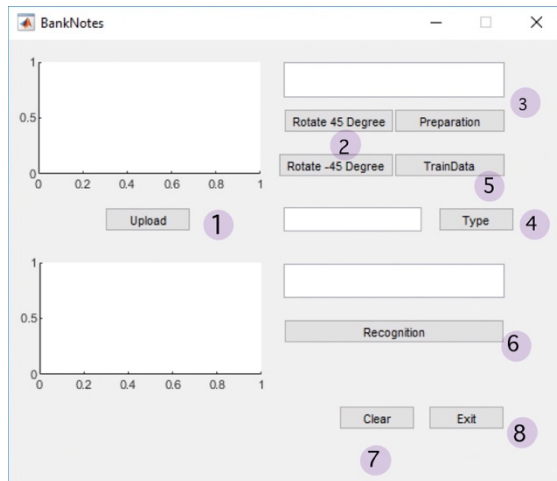 BankNotes
1
0.5
0
0 0.2 0.4 0.6 0.8 1
3
Rotate 45 Degree Preparation
2
Rotate -45 Degree TrainData
5
Upload 1
Type 4
1
0.5
0
0 0.2 0.4 0.6 0.8 1
Recognition
6
Clear Exit
8
7